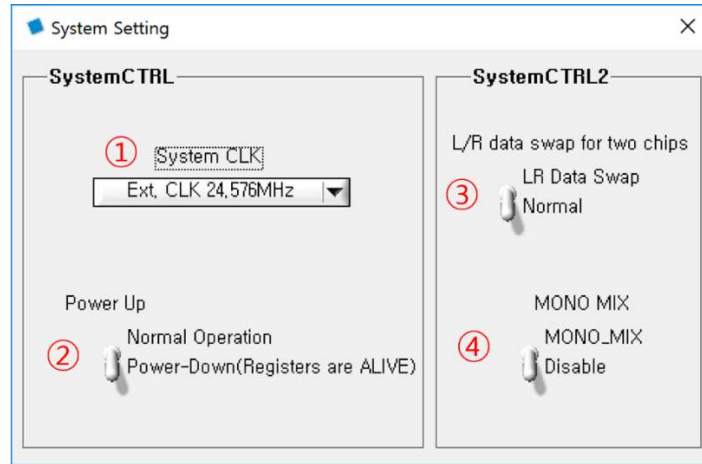 System Setting
SystemCTRL
①
System CLK
Ext, CLK 24,576MHz
Power Up
②
Normal Operation
Power-Down(Registers are ALIVE)
SystemCTRL2
L/R data swap for two chips
③
LR Data Swap
Normal
MONO MIX
④
MONO_MIX
Disable